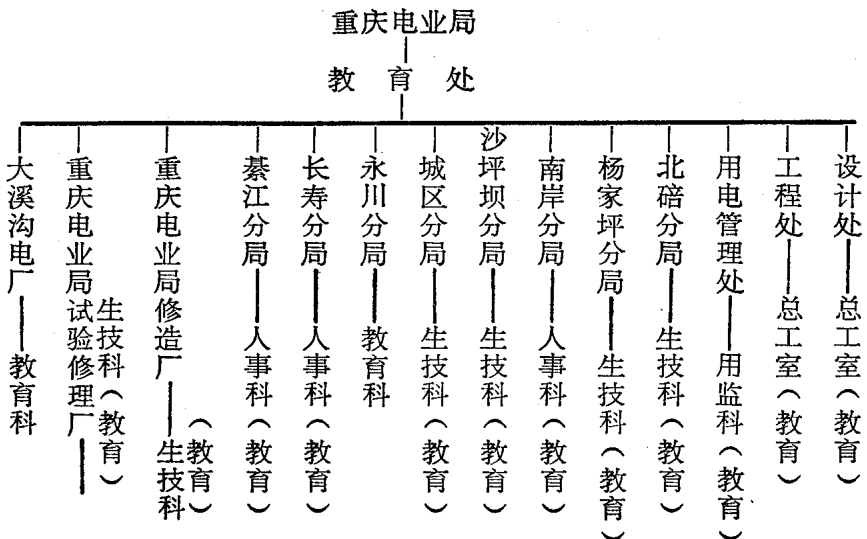 重庆电业局
教育处
大溪沟电厂——教育科
重庆电业局试验修理厂——
生技科(教育)
重庆电业局修造厂——生技科
(教育)
綦江分局——人事科(教育)
长寿分局——人事科(教育)
永川分局——教育科
城区分局——生技科(教育)
沙坪坝分局——生技科(教育)
南岸分局——人事科(教育)
杨家坪分局——生技科(教育)
北碚分局——生技科(教育)
用电管理处——用监科(教育)
工程处——总工室(教育)
设计处——总工室(教育)